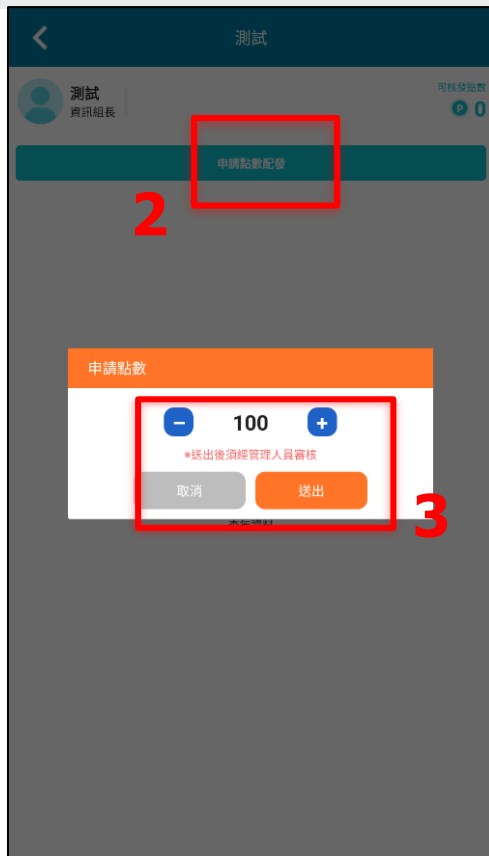 測試
測試
資訊組長
可核發點數
P 0
申請點數配發
2
申請點數
− 100 +
*送出後須經管理人員審核
取消
送出
3